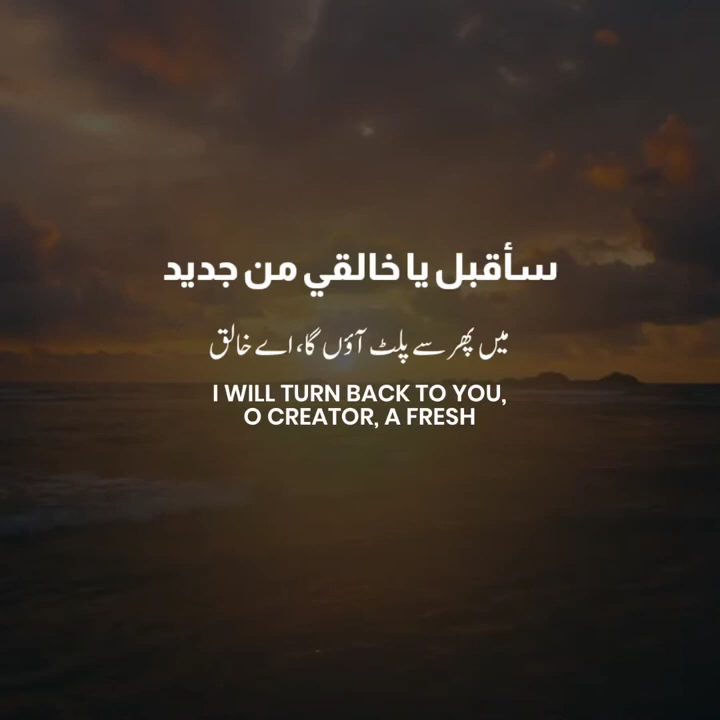 سأقبل يا خالقي من جديد
میں پھر سے پلٹ آؤں گا، اے خالق
I WILL TURN BACK TO YOU,
O CREATOR, A FRESH